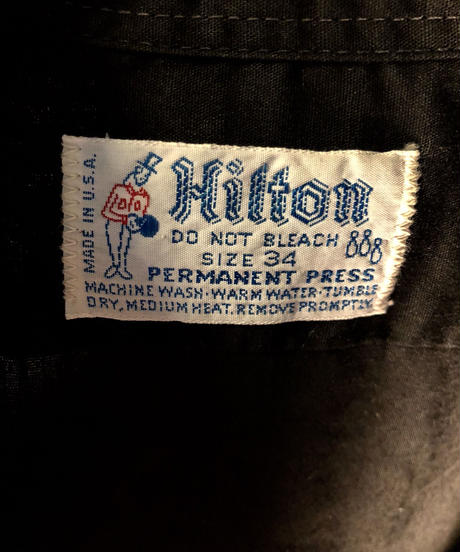 MADE IN U.S.A.
Hilton
DO NOT BLEACH
SIZE 34
PERMANENT PRESS
MACHINE WASH·WARM WATER·TUMBLE
DRY, MEDIUM HEAT. REMOVE PROMPTLY.